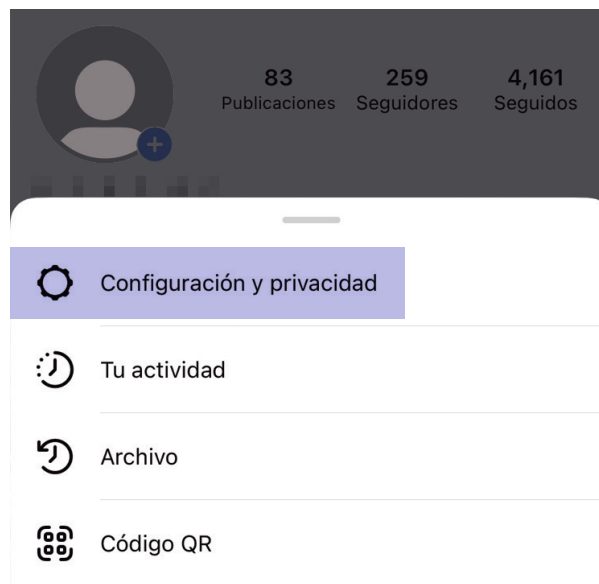 83 259 4,161
Publicaciones Seguidores Seguidos
Configuración y privacidad
Tu actividad
Archivo
Código QR